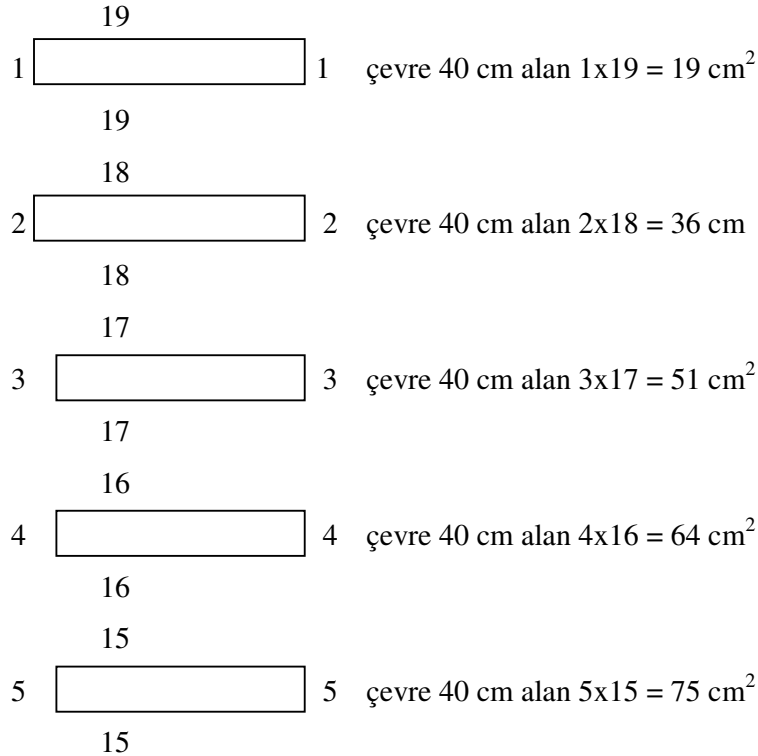 19
1 1 çevre 40 cm alan 1x19 = 19 cm²
19
18
2 2 çevre 40 cm alan 2x18 = 36 cm
18
17
3 3 çevre 40 cm alan 3x17 = 51 cm²
17
16
4 4 çevre 40 cm alan 4x16 = 64 cm²
16
15
5 5 çevre 40 cm alan 5x15 = 75 cm²
15